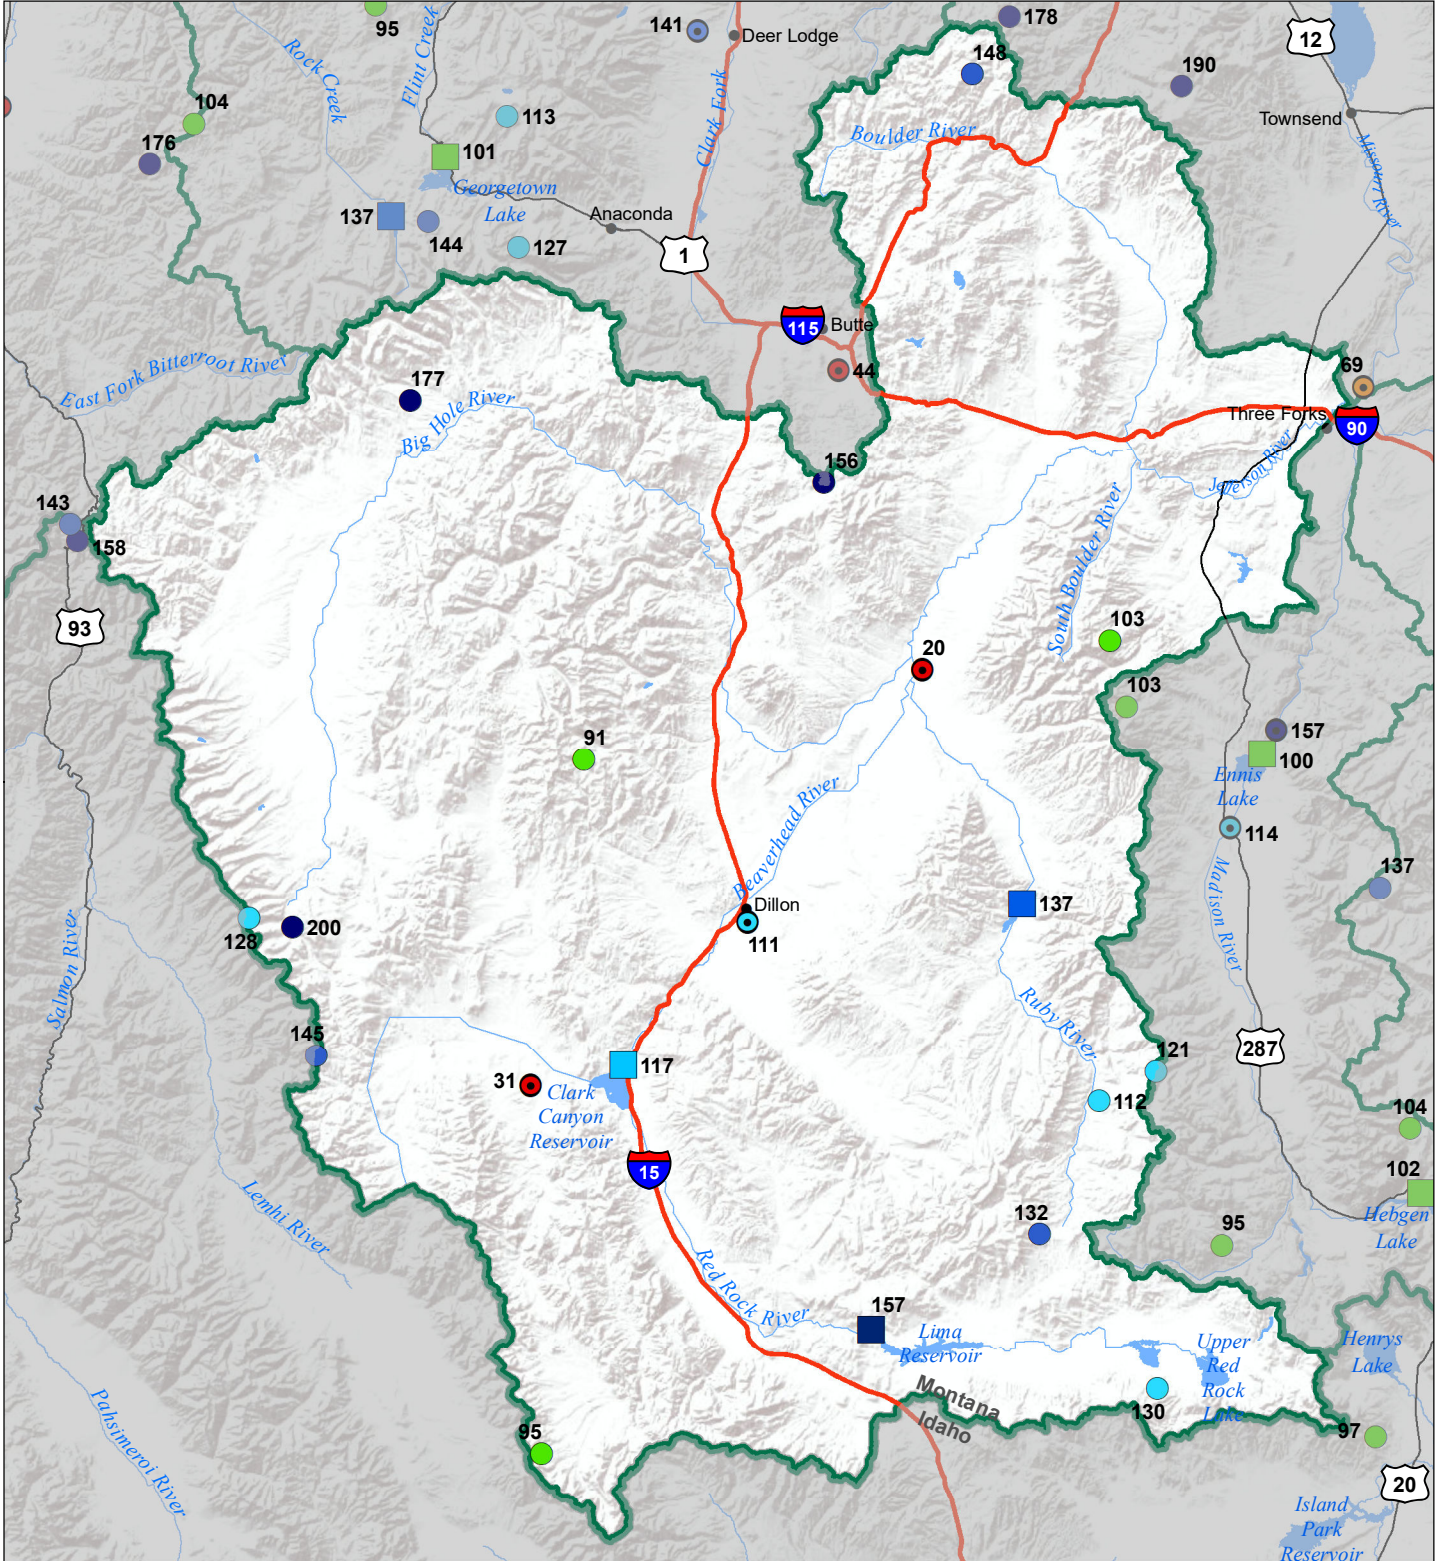 95
Flint Creek
Rock Creek
141
Deer Lodge
178
12
148
190
104
113
Clark Fork
Townsend
176
101
Boulder River
Missouri River
Georgetown
Lake
137
144
Anaconda
127
1
115
Butte
44
69
East Fork Bitterroot River
177
Big Hole River
Three Forks
90
156
Jefferson River
143
158
South Boulder River
93
103
20
103
91
157
100
Ennis
Lake
Beaverhead River
114
137
Madison River
Dillon
111
137
128
200
Salmon River
Ruby River
145
287
121
117
31
Clark
Canyon
Reservoir
112
104
15
102
Lemhi River
132
95
Hebgen
Lake
Red Rock River
157
Lima
Reservoir
Upper
Red
Rock
Lake
Henrys
Lake
Montana
Idaho
130
Pahsimeroi River
95
97
20
Island
Park
Reservoir